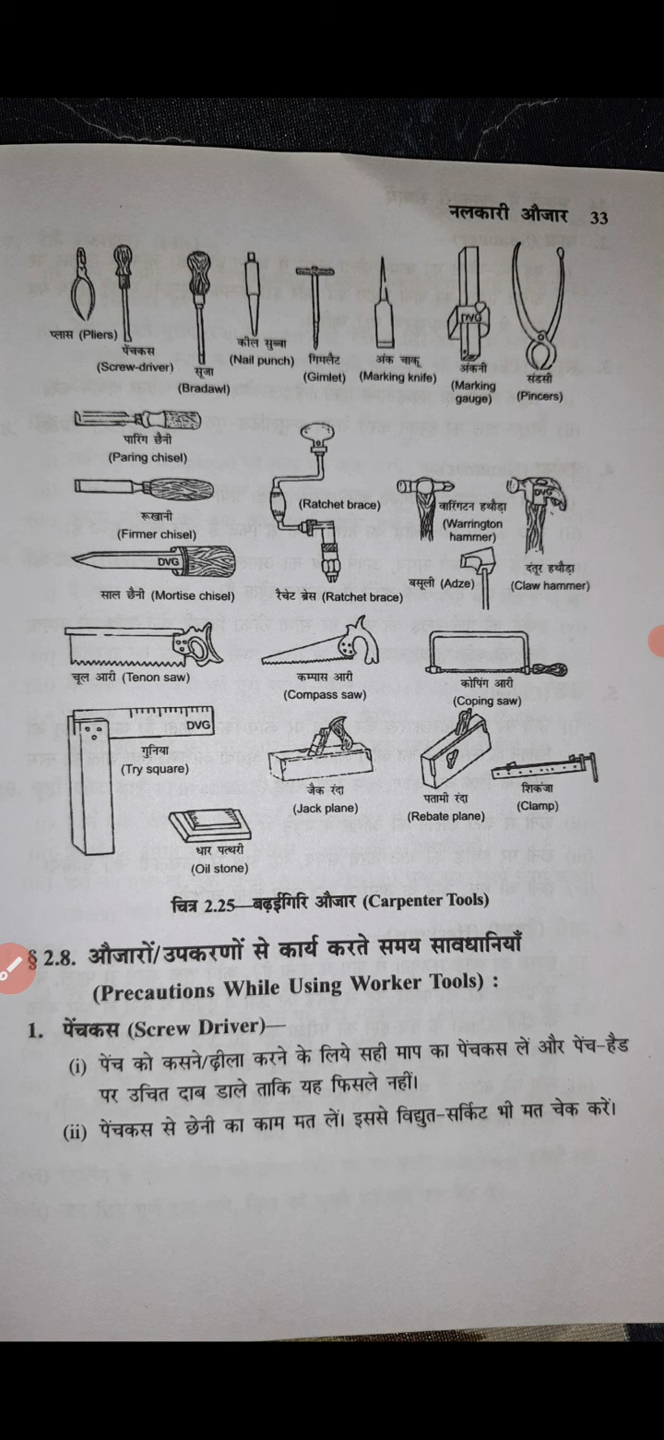 नलकारी औजार 33
प्लास (Pliers)
पेंचकस
(Screw-driver)
सूजा
(Bradawl)
कील सुब्बा
(Nail punch)
गिमलैट
(Gimlet)
अंक चाकू
(Marking knife)
DVG
अंकनी
(Marking
gauge)
संडसी
(Pincers)
पारिंग छैनी
(Paring chisel)
रूखानी
(Firmer chisel)
DVG
साल छैनी (Mortise chisel)
(Ratchet brace)
रैचेट ब्रेस (Ratchet brace)
वारिंगटन हथौड़ा
(Warrington
hammer)
बसूली (Adze)
DVG
दंतूर हथौड़ा
(Claw hammer)
चूल आरी (Tenon saw)
कम्पास आरी
(Compass saw)
कोपिंग आरी
(Coping saw)
DVG
गुनिया
(Try square)
धार पत्थरी
(Oil stone)
जैक रंदा
(Jack plane)
पतामी रंदा
(Rebate plane)
शिकंजा
(Clamp)
चित्र 2.25—बढ़ईगिरि औजार (Carpenter Tools)
§ 2.8. औजारों/उपकरणों से कार्य करते समय सावधानियाँ
(Precautions While Using Worker Tools) :
1. पेंचकस (Screw Driver)—
(i) पेंच को कसने/ढ़ीला करने के लिये सही माप का पेंचकस लें और पेंच-हैड
पर उचित दाब डाले ताकि यह फिसले नहीं।
(ii) पेंचकस से छेनी का काम मत लें। इससे विद्युत-सर्किट भी मत चेक करें।